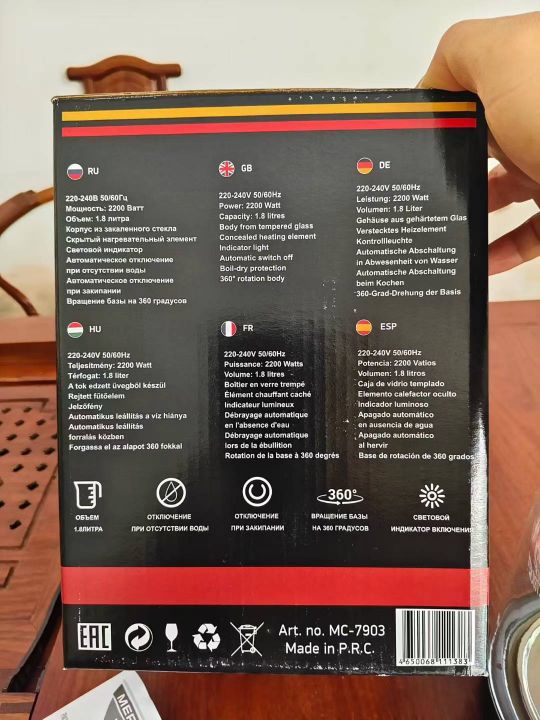 RU
220-240В 50/60Гц
Мощность: 2200 Ватт
Объем: 1.8 литра
Корпус из закаленного стекла
Скрытый нагревательный элемент
Световой индикатор
Автоматическое отключение
при отсутствии воды
Автоматическое отключение
при закипании
Вращение базы на 360 градусов
GB
220-240V 50/60Hz
Power: 2200 Watt
Capacity: 1.8 litres
Body from tempered glass
Concealed heating element
Indicator light
Automatic switch off
Boil-dry protection
360° rotation body
DE
220-240V 50/60Hz
Leistung: 2200 Watt
Volumen: 1.8 Liter
Gehäuse aus gehärtetem Glas
Verstecktes Heizelement
Kontrollleuchte
Automatische Abschaltung
in Abwesenheit von Wasser
Automatische Abschaltung
beim Kochen
360-Grad-Drehung der Basis
HU
220-240V 50/60Hz
Teljesítmény: 2200 Watt
Térfogat: 1.8 liter
A tok edzett üvegből készül
Rejtett fűtőelem
Jelzőfény
Automatikus leállítás a víz hiánya
Automatikus leállítás
forralás közben
Forgassa el az alapot 360 fokkal
FR
220-240V 50/60Hz
Puissance: 2200 Watts
Volume: 1.8 litres
Boîtier en verre trempé
Élément chauffant caché
Indicateur lumineux
Débrayage automatique
en l'absence d'eau
Débrayage automatique
lors de la ébullition
Rotation de la base à 360 degrés
ESP
220-240V 50/60Hz
Potencia: 2200 Vatios
Volumen: 1.8 litros
Caja de vidrio templado
Elemento calefactor oculto
Indicador luminoso
Apagado automático
en ausencia de agua
Apagado automático
al hervir
Base de rotación de 360 grados
ОБЪЕМ
1.8ЛИТРА
ОТКЛЮЧЕНИЕ
ПРИ ОТСУТСТВИИ ВОДЫ
ОТКЛЮЧЕНИЕ
ПРИ ЗАКИПАНИИ
360°
ВРАЩЕНИЕ БАЗЫ
НА 360 ГРАДУСОВ
СВЕТОВОЙ
ИНДИКАТОР ВКЛЮЧЕНИЯ
EAC
Art. no. MC-7903
Made in P.R.C.
4 650068 111383